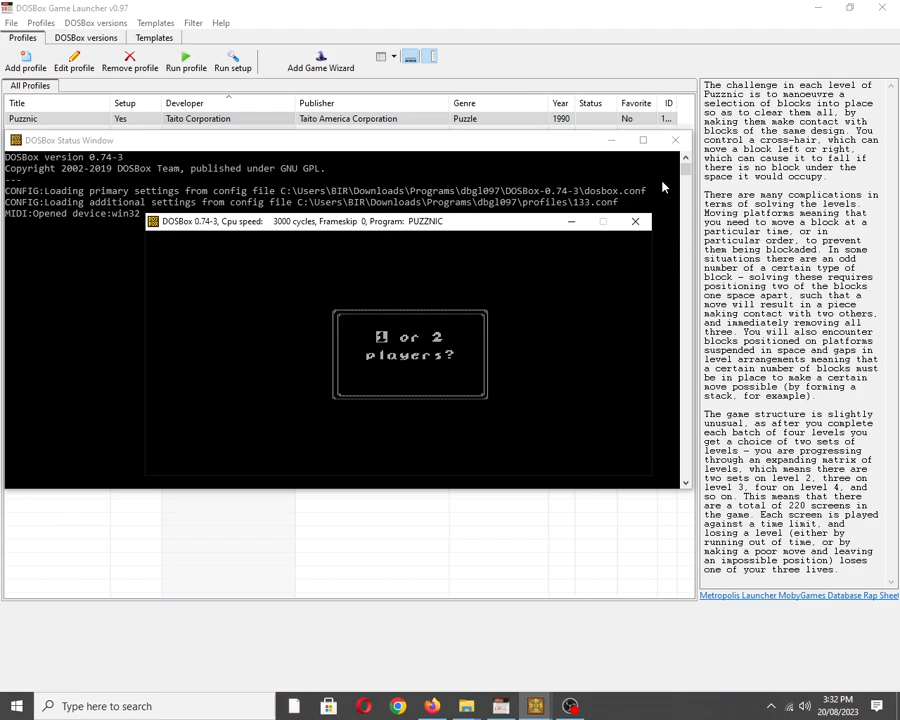 DOSBox Game Launcher v0.97
File Profiles DOSBox versions Templates Filter Help
Profiles DOSBox versions Templates
Add profile Edit profile Remove profile Run profile Run setup Add Game Wizard
All Profiles
Title Setup Developer Publisher Genre Year Status Favorite ID
Puzznic Yes Taito Corporation Taito America Corporation Puzzle 1990 No 1...
DOSBox Status Window
DOSBox version 0.74-3
Copyright 2002-2019 DOSBox Team, published under GNU GPL.
---
CONFIG:Loading primary settings from config file C:\Users\BIR\Downloads\Programs\dbgl097\DOSBox-0.74-3\dosbox.conf
CONFIG:Loading additional settings from config file C:\Users\BIR\Downloads\Programs\dbgl097\profiles\133.conf
MIDI:Opened device:win32
DOSBox 0.74-3, Cpu speed: 3000 cycles, Frameskip 0, Program: PUZZNIC
1 or 2
players?
The challenge in each level of
Puzznic is to manoeuvre a
selection of blocks into place
so as to clear them all, by
making them make contact with
blocks of the same design. You
control a cross-hair, which can
move a block left or right,
which can cause it to fall if
there is no block under the
space it would occupy.
There are many complications in
terms of solving the levels.
Moving platforms meaning that
you need to move a block at a
particular time, or in a
particular order, to prevent
them being blockaded. In some
situations there are an odd
number of a certain type of
block - solving these requires
positioning two of the blocks
one space apart, such that a
move will result in a piece
making contact with two others,
and immediately removing all
three. You will also encounter
blocks positioned on platforms
suspended in space and gaps in
level arrangements meaning that
a certain number of blocks must
be in place to make a certain
move possible (by forming a
stack, for example).
The game structure is slightly
unusual, as after you complete
each batch of four levels you
get a choice of two sets of
levels - you are progressing
through an expanding matrix of
levels, which means there are
two sets on level 2, three on
level 3, four on level 4, and
so on. This means that there
are a total of 220 screens in
the game. Each screen is played
against a time limit, and
losing a level (either by
running out of time, or by
making a poor move and leaving
an impossible position) loses
one of your three lives.
Metropolis Launcher MobyGames Database Rap Sheet
Type here to search
3:32 PM
20/08/2023